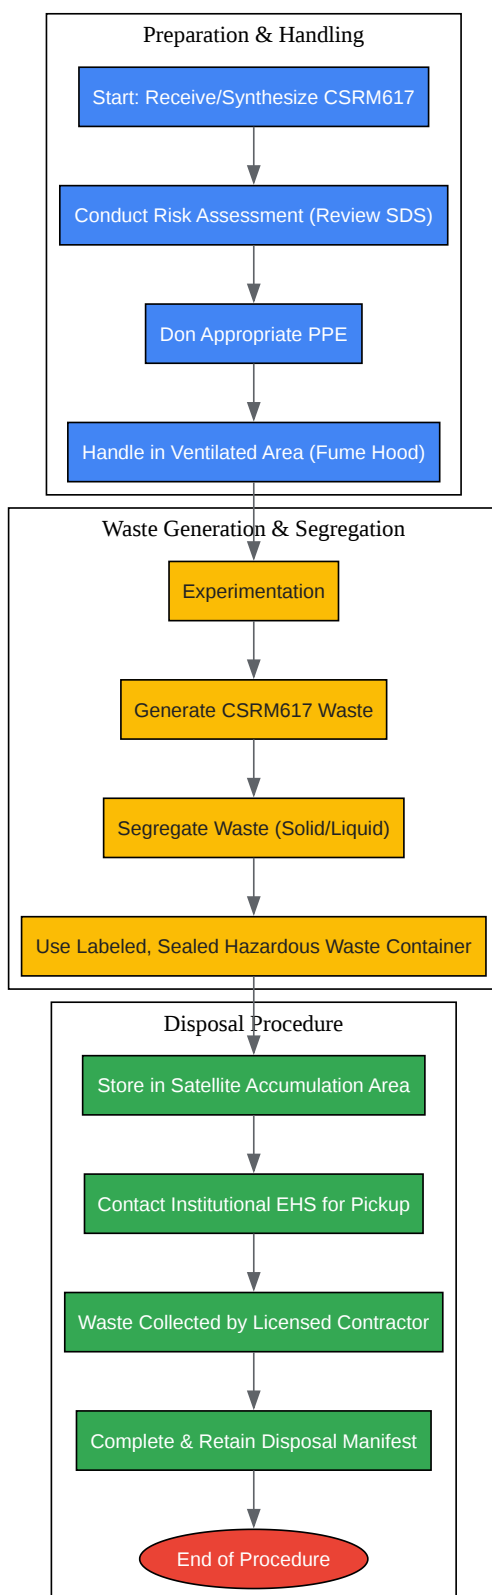 Preparation & Handling
Start: Receive/Synthesize CSRM617
Conduct Risk Assessment (Review SDS)
Don Appropriate PPE
Handle in Ventilated Area (Fume Hood)
Waste Generation & Segregation
Experimentation
Generate CSRM617 Waste
Segregate Waste (Solid/Liquid)
Use Labeled, Sealed Hazardous Waste Container
Disposal Procedure
Store in Satellite Accumulation Area
Contact Institutional EHS for Pickup
Waste Collected by Licensed Contractor
Complete & Retain Disposal Manifest
End of Procedure